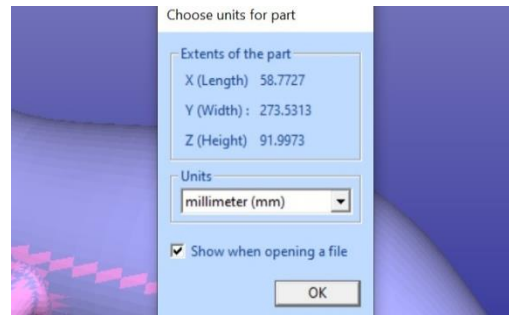 Choose units for part
Extents of the part
X (Length) 58.7727
Y (Width) : 273.5313
Z (Height) 91.9973
Units
millimeter (mm)
Show when opening a file
OK